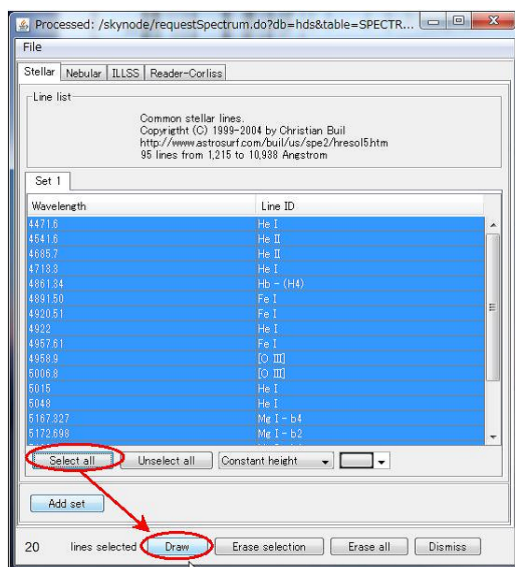 Processed: /skynode/requestSpectrum.do?db=hds&table=SPECTR...
File
Stellar Nebular ILLSS Reader-Corliss
Line list
Common stellar lines.
Copyrigtht (C) 1999-2004 by Christian Buil
http://www.astrosurf.com/buil/us/spe2/hresol5.htm
95 lines from 1,215 to 10,938 Angstrom
Set 1
Wavelength Line ID
4471.6 He I
4541.6 He II
4685.7 He II
4713.3 He I
4861.34 Hb - (H4)
4891.50 Fe I
4920.51 Fe I
4922 He I
4957.61 Fe I
4958.9 [O III]
5006.8 [O III]
5015 He I
5048 He I
5167.327 Mg I - b4
5172.698 Mg I - b2
Select all Unselect all Constant height
Add set
20 lines selected Draw Erase selection Erase all Dismiss